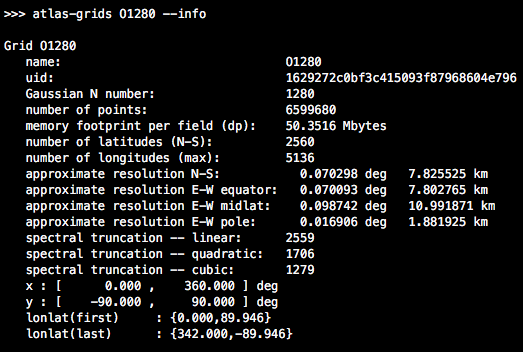 >>> atlas-grids O1280 --info
Grid O1280
name: O1280
uid: 1629272c0bf3c415093f87968604e796
Gaussian N number: 1280
number of points: 6599680
memory footprint per field (dp): 50.3516 Mbytes
number of latitudes (N-S): 2560
number of longitudes (max): 5136
approximate resolution N-S: 0.070298 deg 7.825525 km
approximate resolution E-W equator: 0.070093 deg 7.802765 km
approximate resolution E-W midlat: 0.098742 deg 10.991871 km
approximate resolution E-W pole: 0.016906 deg 1.881925 km
spectral truncation -- linear: 2559
spectral truncation -- quadratic: 1706
spectral truncation -- cubic: 1279
x : [ 0.000 , 360.000 ] deg
y : [ -90.000 , 90.000 ] deg
lonlat(first) : {0.000,89.946}
lonlat(last) : {342.000,-89.946}